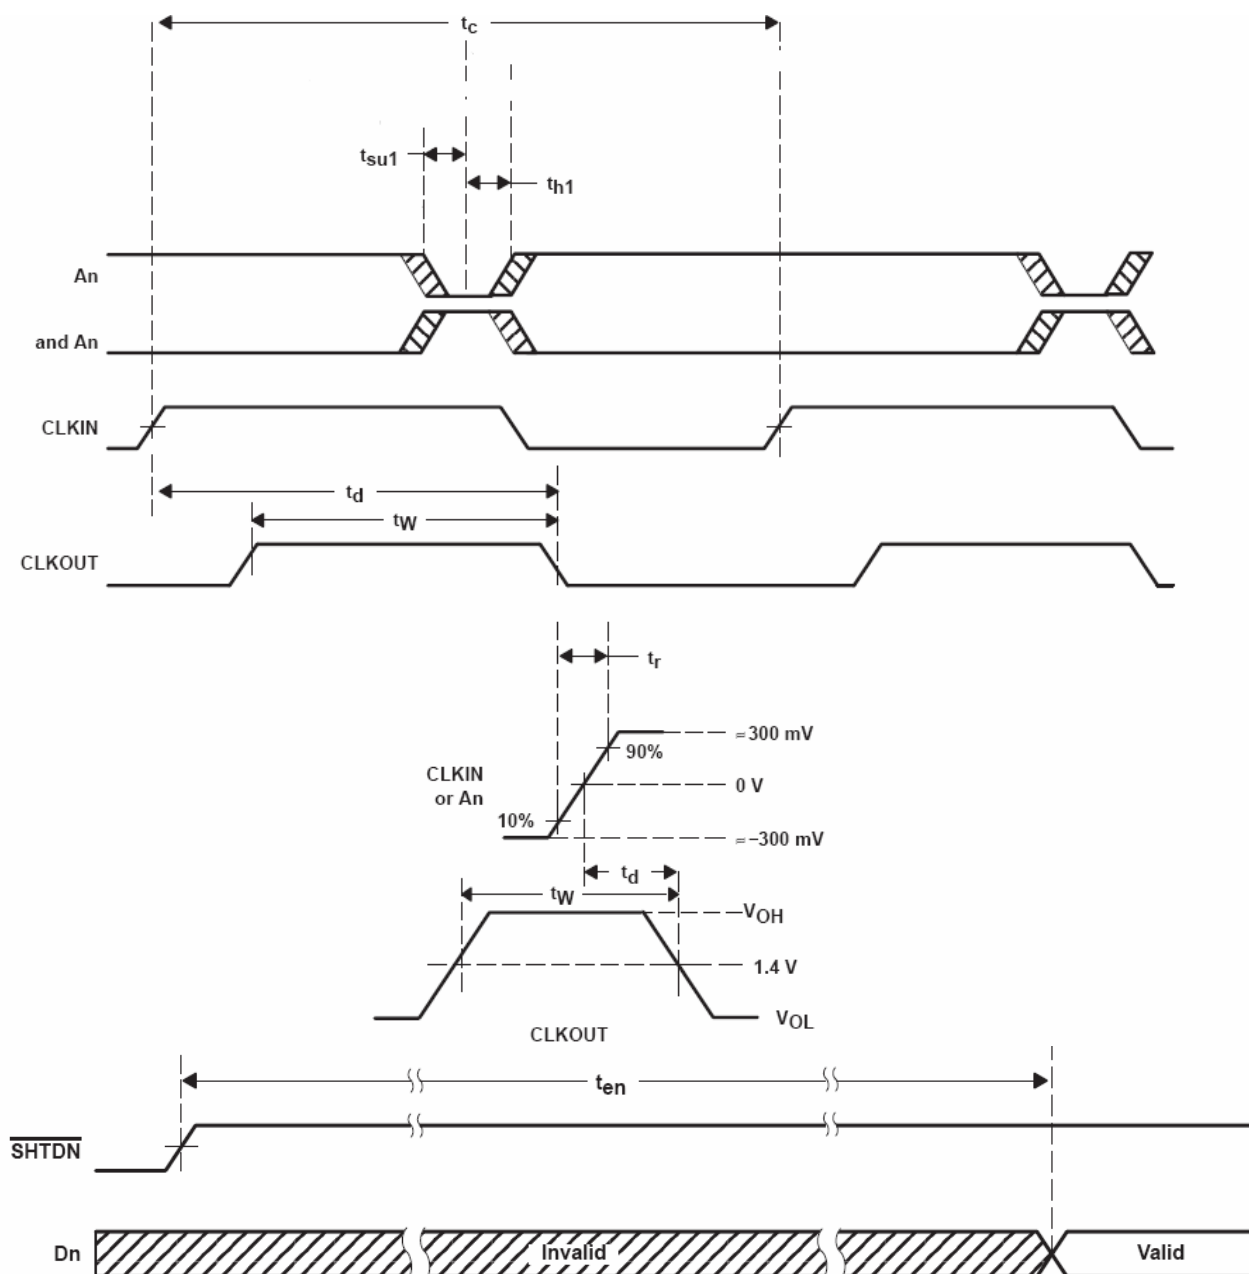 tc
tsu1
th1
An
and An
CLKIN
td
tW
CLKOUT
tr
≈ 300 mV
90%
CLKIN
or An
0 V
10%
≈ −300 mV
td
tW
VOH
1.4 V
VOL
CLKOUT
ten
SHTDN
Dn
Invalid
Valid